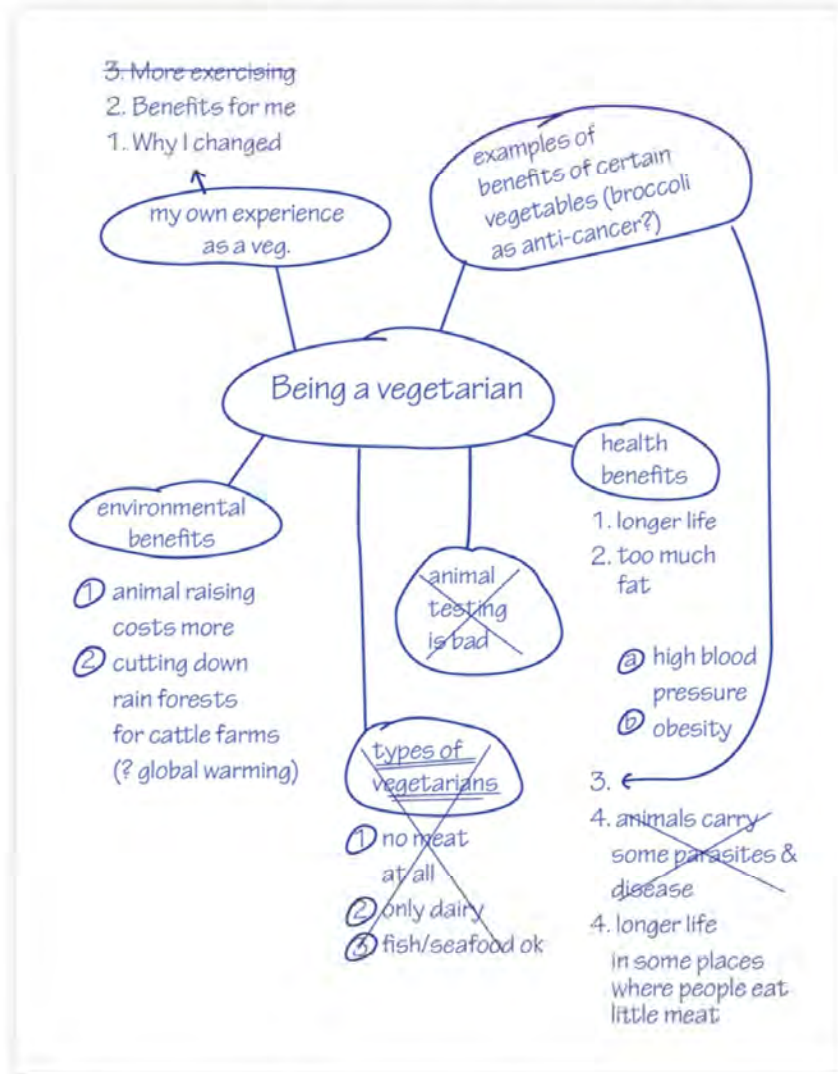 3. More exercising
2. Benefits for me
1. Why I changed
my own experience
as a veg.
examples of
benefits of certain
vegetables (broccoli
as anti-cancer?)
Being a vegetarian
health
benefits
1. longer life
2. too much
fat
a high blood
pressure
b obesity
3.
4. animals carry
some parasites &
disease
4. longer life
in some places
where people eat
little meat
environmental
benefits
1 animal raising
costs more
2 cutting down
rain forests
for cattle farms
(? global warming)
animal
testing
is bad
types of
vegetarians
1 no meat
at all
2 only dairy
3 fish/seafood ok